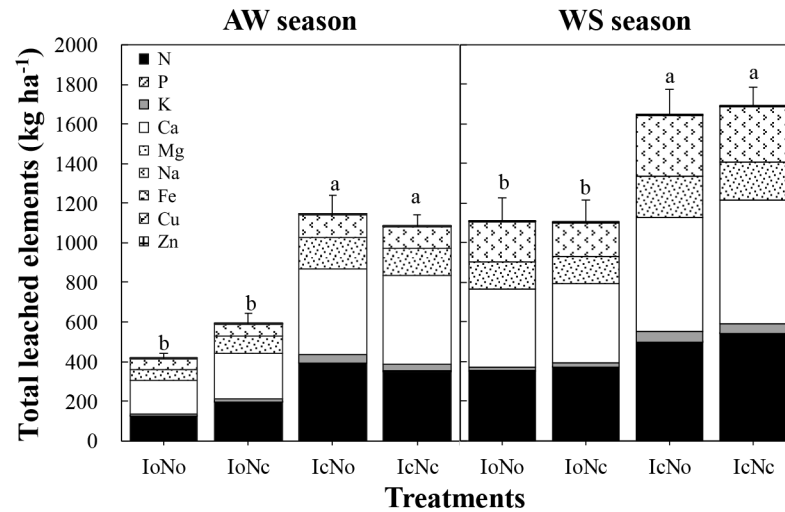 AW season
WS season
Total leached elements (kg ha⁻¹)
2000
1800
1600
1400
1200
1000
800
600
400
200
0
N
P
K
Ca
Mg
Na
Fe
Cu
Zn
b
b
a
a
b
b
a
a
IoNo
IoNc
IcNo
IcNc
IoNo
IoNc
IcNo
IcNc
Treatments